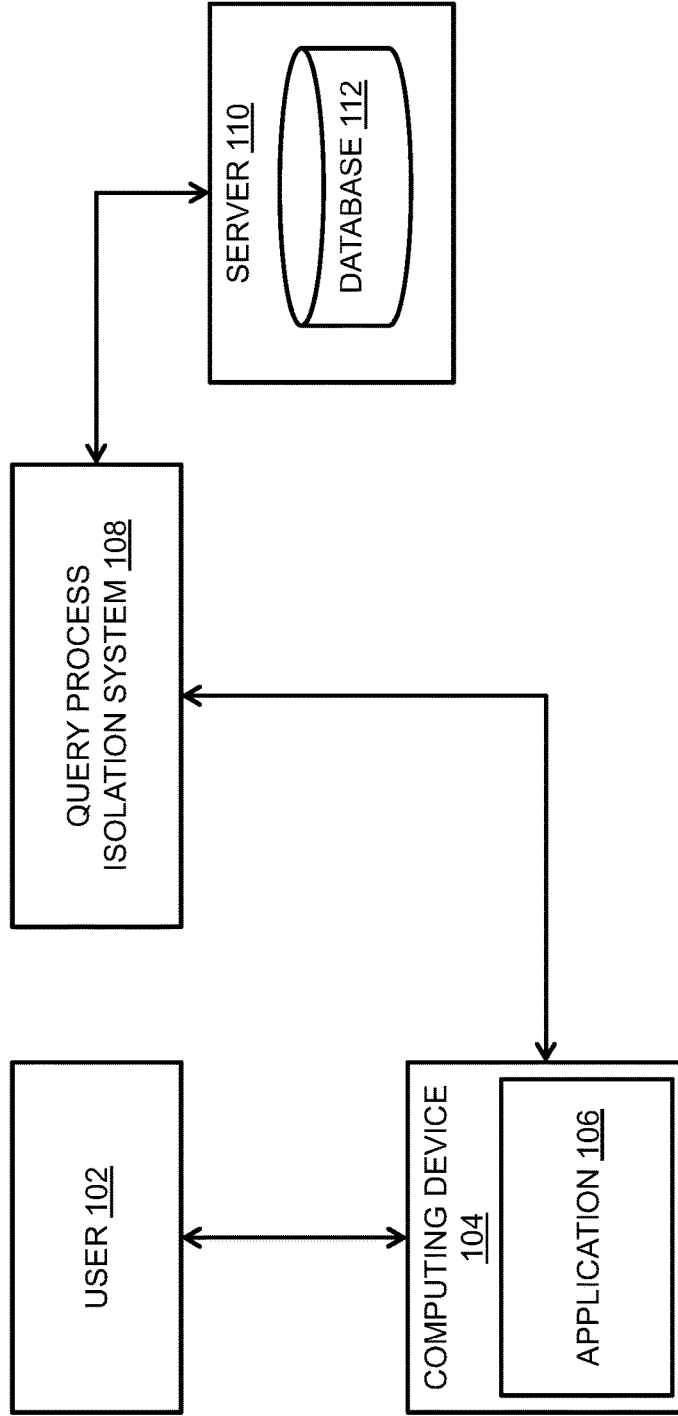 USER 102
COMPUTING DEVICE
104
APPLICATION 106
QUERY PROCESS
ISOLATION SYSTEM 108
SERVER 110
DATABASE 112